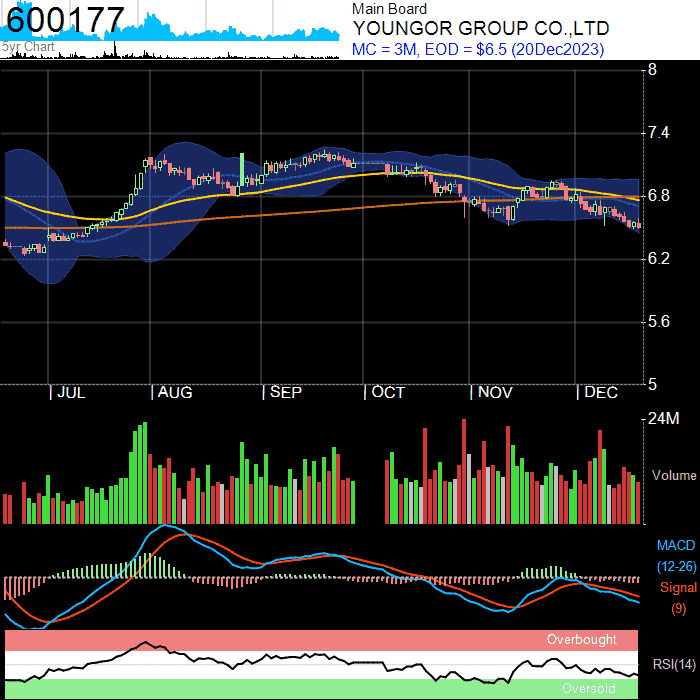 600177
5yr Chart
Main Board
YOUNGOR GROUP CO.,LTD
MC = 3M, EOD = $6.5 (20Dec2023)
8
7.4
6.8
6.2
5.6
5
JUL
AUG
SEP
OCT
NOV
DEC
24M
Volume
MACD
(12-26)
Signal
(9)
Overbought
RSI(14)
Oversold